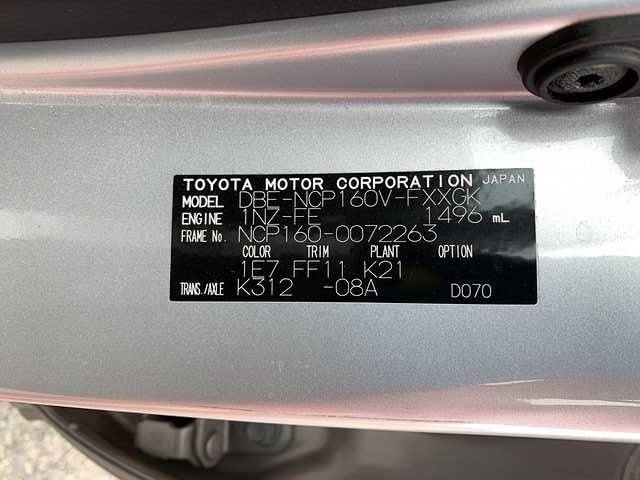 TOYOTA MOTOR CORPORATION JAPAN
MODEL DBE-NCP160V-FXXGK
ENGINE 1NZ-FE 1496 mL
FRAME No. NCP160-0072263
COLOR TRIM PLANT OPTION
1E7 FF11 K21
TRANS./AXLE K312 -08A D070